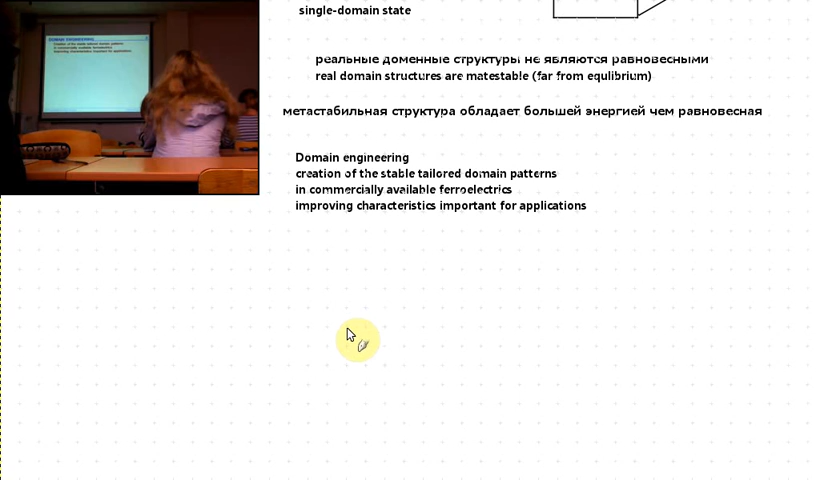 single-domain state
реальные доменные структуры не являются равновесными
real domain structures are matestable (far from equlibrium)
метастабильная структура обладает большей энергией чем равновесная
Domain engineering
creation of the stable tailored domain patterns
in commercially available ferroelectrics
improving characteristics important for applications